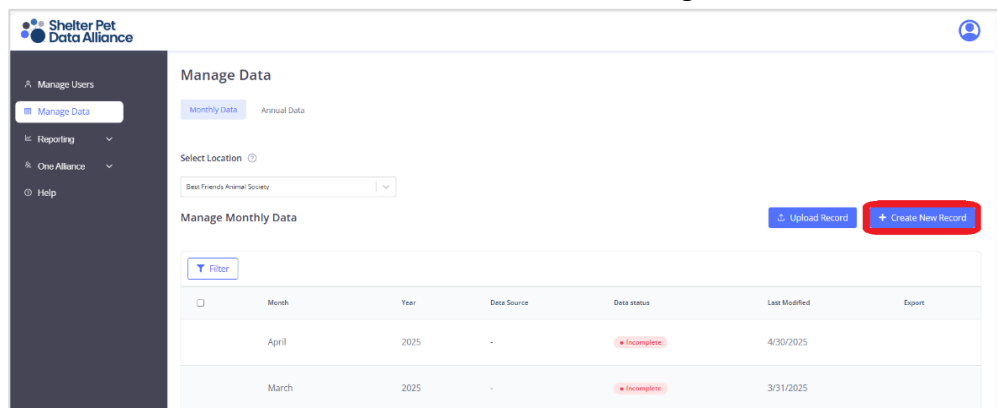 Shelter Pet
Data Alliance
Manage Users
Manage Data
Reporting
One Alliance
Help
Manage Data
Monthly Data Annual Data
Select Location
Best Friends Animal Society
Manage Monthly Data
Upload Record
+ Create New Record
Filter
Month Year Data Source Data status Last Modified Export
April 2025 - Incomplete 4/30/2025
March 2025 - Incomplete 3/31/2025